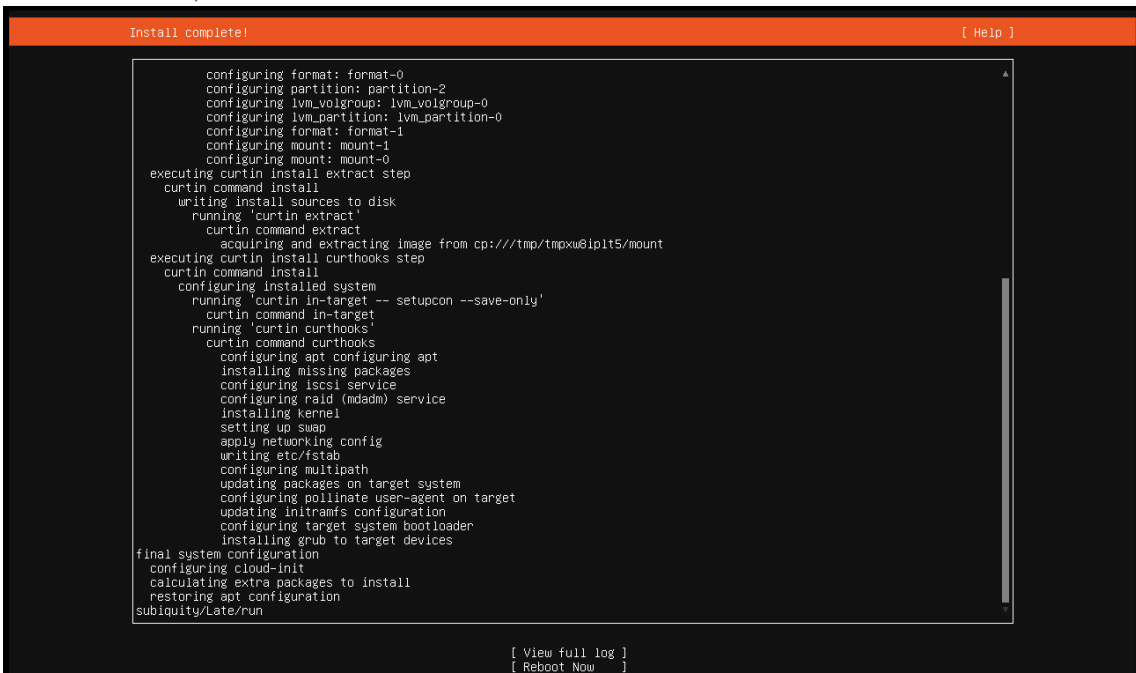 Install complete! [ Help ]
configuring format: format-0
configuring partition: partition-2
configuring lvm_volgroup: lvm_volgroup-0
configuring lvm_partition: lvm_partition-0
configuring format: format-1
configuring mount: mount-1
configuring mount: mount-0
executing curtin install extract step
curtin command install
writing install sources to disk
running 'curtin extract'
curtin command extract
acquiring and extracting image from cp:///tmp/tmpxw8iplt5/mount
executing curtin install curthooks step
curtin command install
configuring installed system
running 'curtin in-target -- setupcon --save-only'
curtin command in-target
running 'curtin curthooks'
curtin command curthooks
configuring apt configuring apt
installing missing packages
configuring iscsi service
configuring raid (mdadm) service
installing kernel
setting up swap
apply networking config
writing etc/fstab
configuring multipath
updating packages on target system
configuring pollinate user-agent on target
updating initramfs configuration
configuring target system bootloader
installing grub to target devices
final system configuration
configuring cloud-init
calculating extra packages to install
restoring apt configuration
subiquity/Late/run
[ View full log ]
[ Reboot Now ]